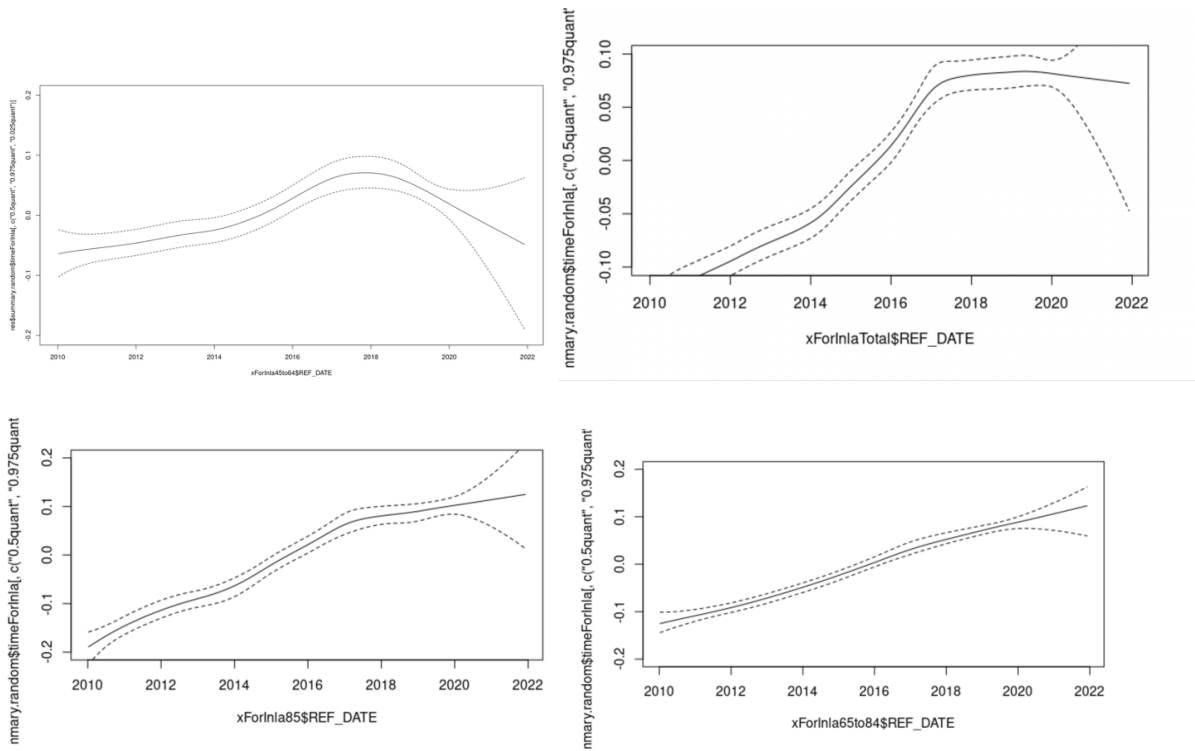 res$summary.random$timeForInla[, c("0.5quant", "0.975quant", "0.025quant")]
0.2
0.1
0.0
-0.1
-0.2
2010 2012 2014 2016 2018 2020 2022
xForInla45to64$REF_DATE
nmary.random$timeForInla[, c("0.5quant", "0.975quant'
0.10
0.05
0.00
-0.05
-0.10
2010 2012 2014 2016 2018 2020 2022
xForInlaTotal$REF_DATE
nmary.random$timeForInla[, c("0.5quant", "0.975quant
0.2
0.1
0.0
-0.1
-0.2
2010 2012 2014 2016 2018 2020 2022
xForInla85$REF_DATE
nmary.random$timeForInla[, c("0.5quant", "0.975quant'
0.2
0.1
0.0
-0.1
-0.2
2010 2012 2014 2016 2018 2020 2022
xForInla65to84$REF_DATE